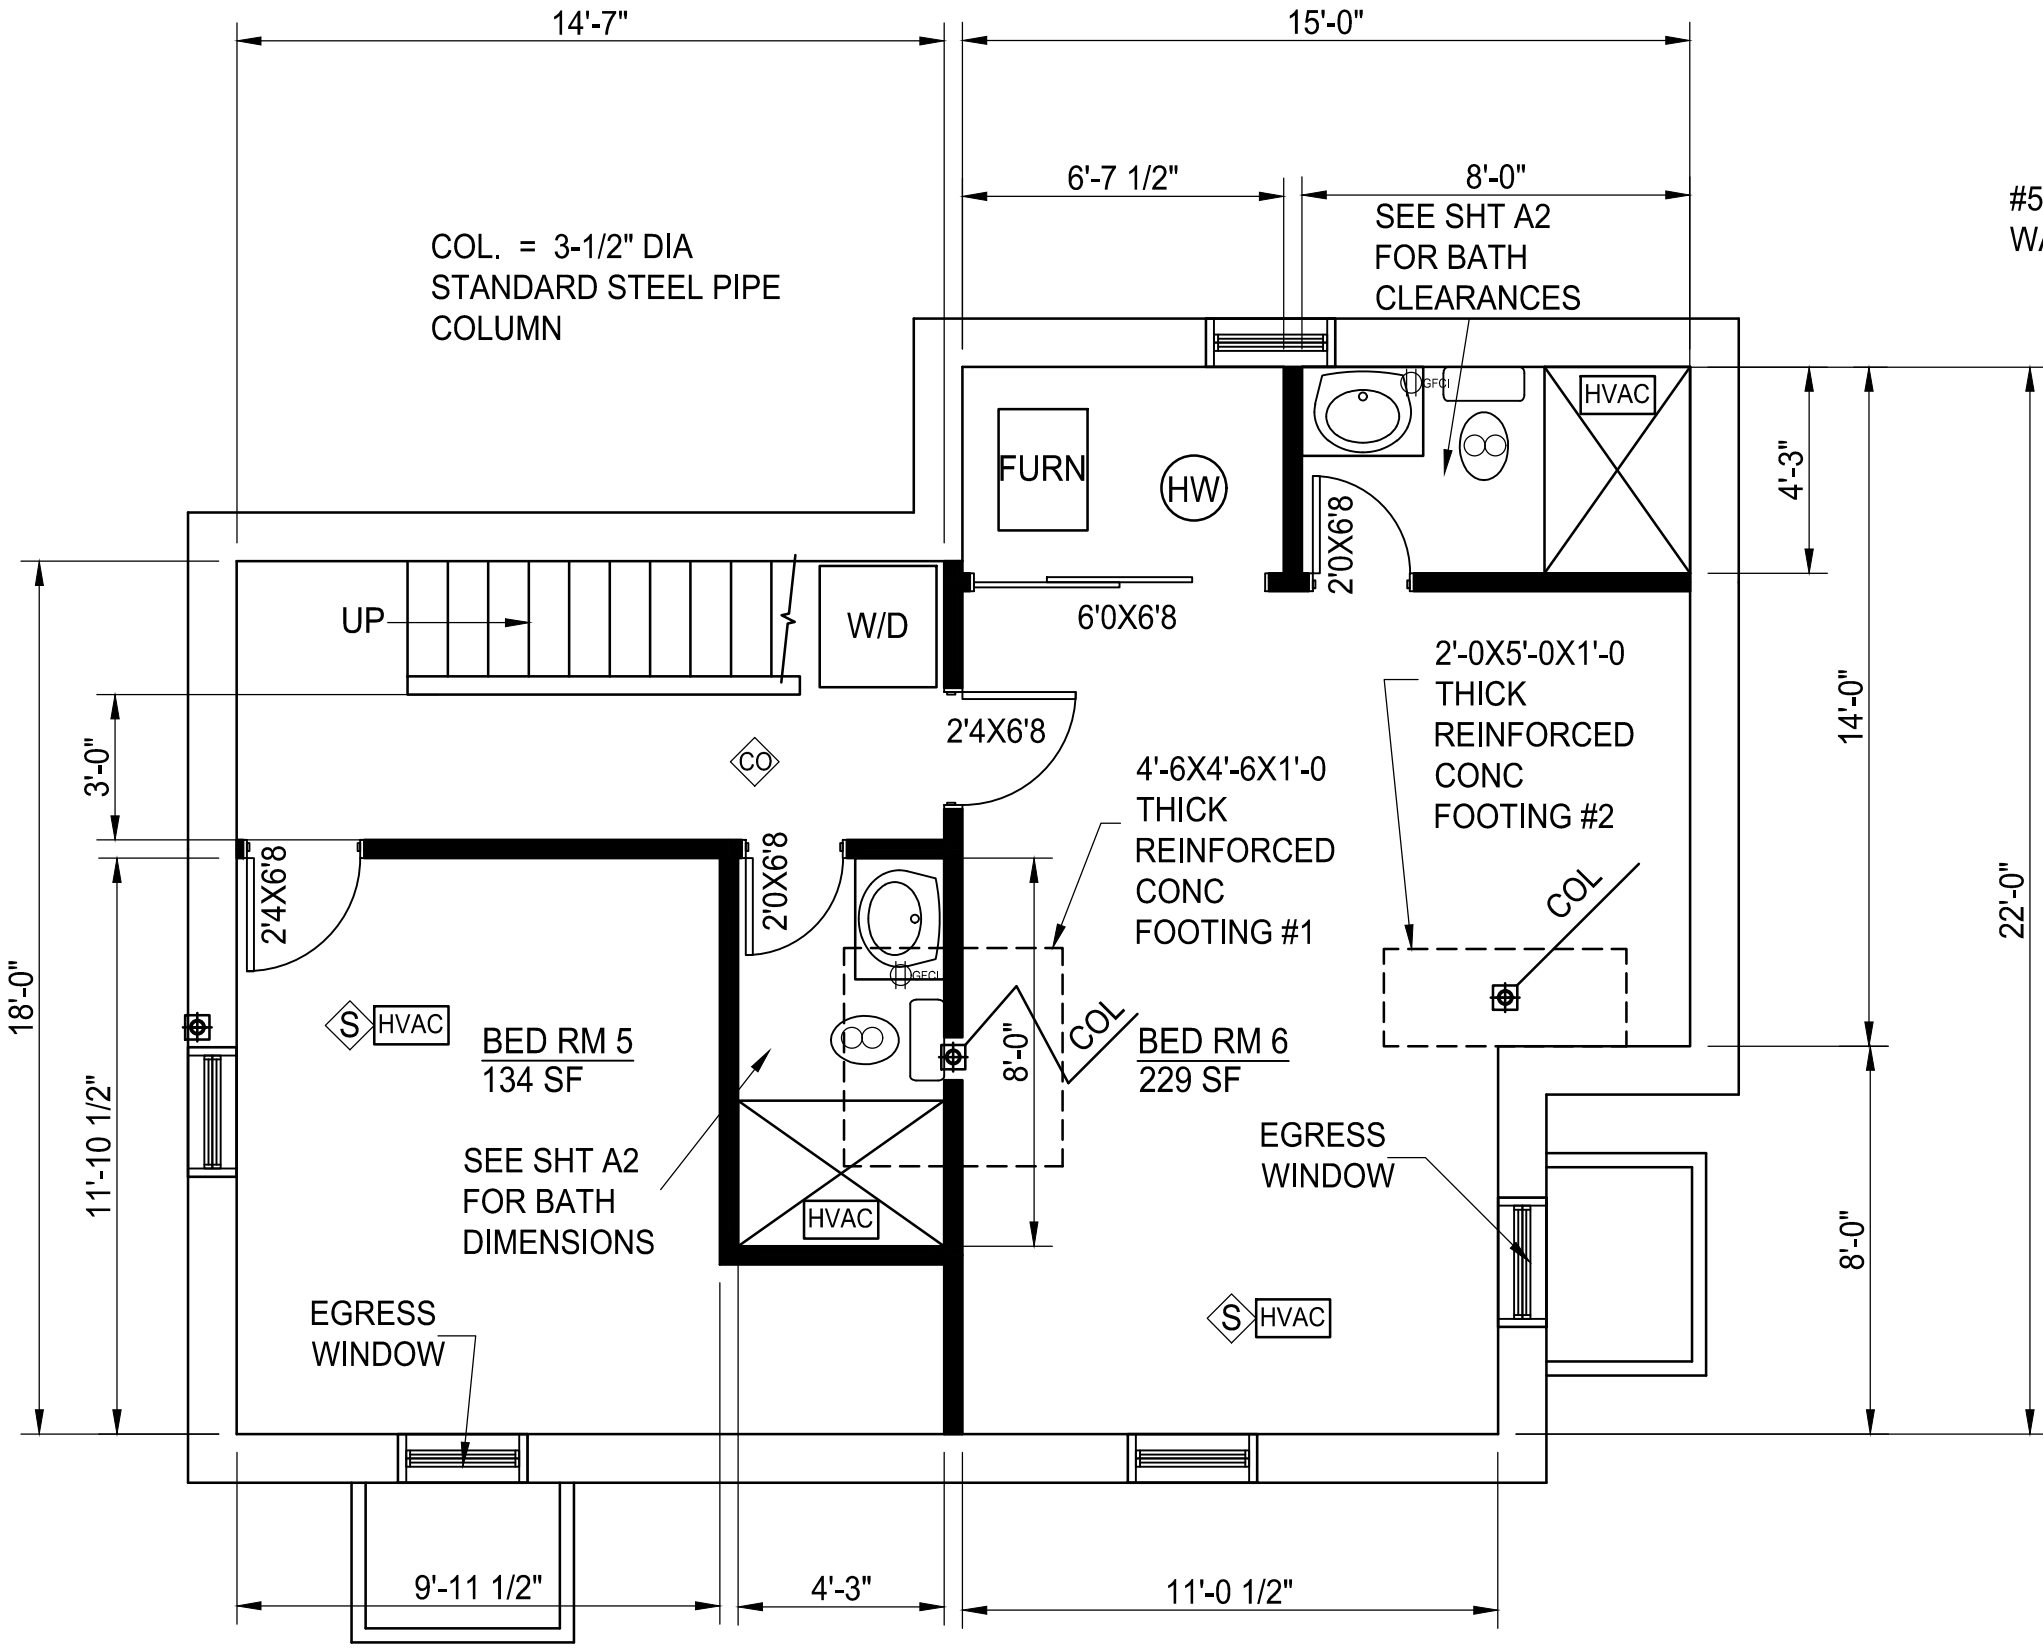 14'-7"
15'-0"
6'-7 1/2"
8'-0"
COL. = 3-1/2" DIA
STANDARD STEEL PIPE
COLUMN
SEE SHT A2
FOR BATH
CLEARANCES
#5
GFCI
HVAC
FURN
HW
4'-3"
2'0X6'8
UP
W/D
6'0X6'8
2'-0X5'-0X1'-0
THICK
REINFORCED
CONC
FOOTING #2
14'-0"
2'4X6'8
CO
3'-0"
4'-6X4'-6X1'-0
THICK
REINFORCED
CONC
FOOTING #1
2'4X6'8
2'0X6'8
COL
22'-0"
18'-0"
GFCI
S
HVAC
BED RM 5
134 SF
8'-0"
COL
BED RM 6
229 SF
11'-10 1/2"
EGRESS
WINDOW
SEE SHT A2
FOR BATH
DIMENSIONS
HVAC
8'-0"
S
HVAC
EGRESS
WINDOW
9'-11 1/2"
4'-3"
11'-0 1/2"